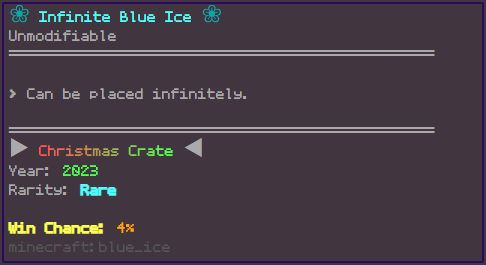 Infinite Blue Ice
Unmodifiable
> Can be placed infinitely.
Christmas Crate
Year: 2023
Rarity: Rare
Win Chance: 4%
minecraft:blue_ice